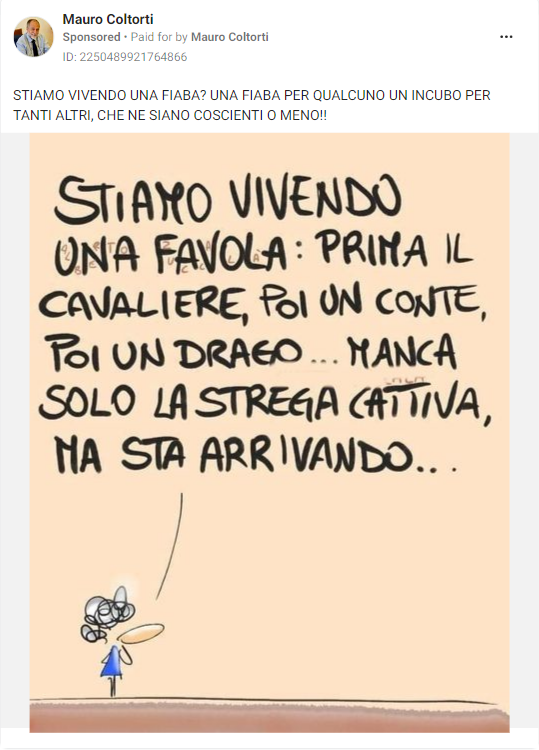 Mauro Coltorti
Sponsored • Paid for by Mauro Coltorti
ID: 2250489921764866
STIAMO VIVENDO UNA FIABA? UNA FIABA PER QUALCUNO UN INCUBO PER
TANTI ALTRI, CHE NE SIANO COSCIENTI O MENO!!
STIAMO VIVENDO
UNA FAVOLA: PRIMA IL
CAVALIERE, POI UN CONTE,
POI UN DRAGO... MANCA
SOLO LA STREGA CATTIVA,
MA STA ARRIVANDO...